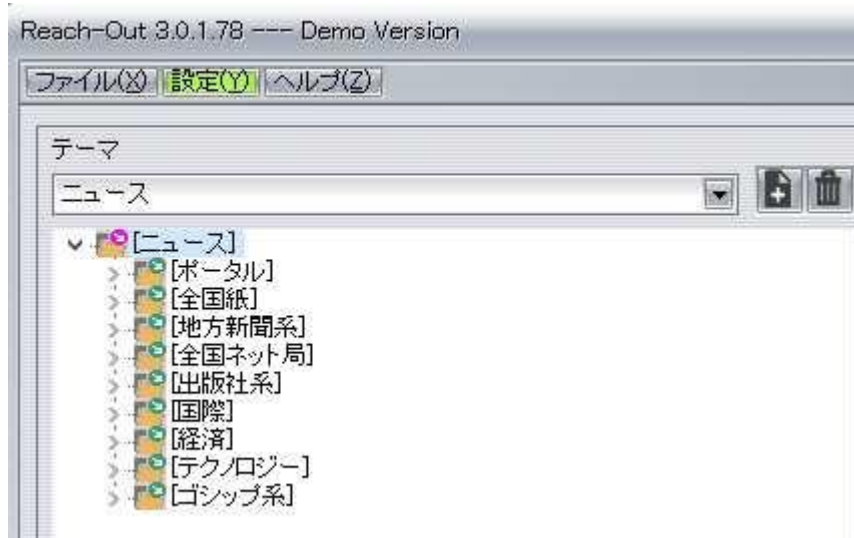 Reach-Out 3.0.1.78 --- Demo Version
ファイル(X) 設定(Y) ヘルプ(Z)
テーマ
ニュース
[ニュース]
[ポータル]
[全国紙]
[地方新聞系]
[全国ネット局]
[出版社系]
[国際]
[経済]
[テクノロジー]
[ゴシップ系]